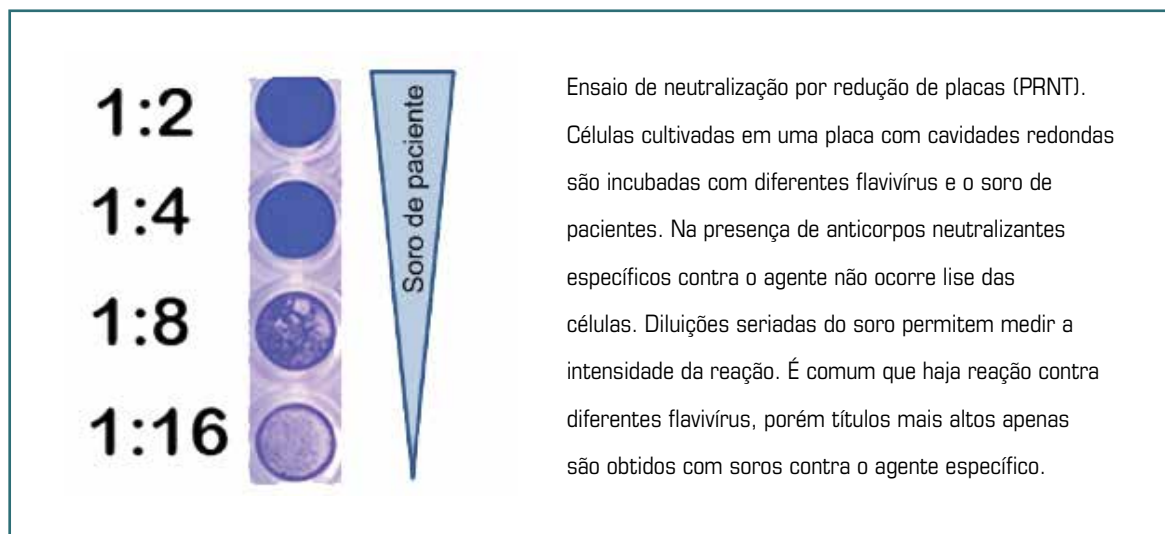 1:2
1:4
1:8
1:16
Soro de paciente
Ensaio de neutralização por redução de placas (PRNT).
Células cultivadas em uma placa com cavidades redondas
são incubadas com diferentes flavivírus e o soro de
pacientes. Na presença de anticorpos neutralizantes
específicos contra o agente não ocorre lise das
células. Diluições seriadas do soro permitem medir a
intensidade da reação. É comum que haja reação contra
diferentes flavivírus, porém títulos mais altos apenas
são obtidos com soros contra o agente específico.